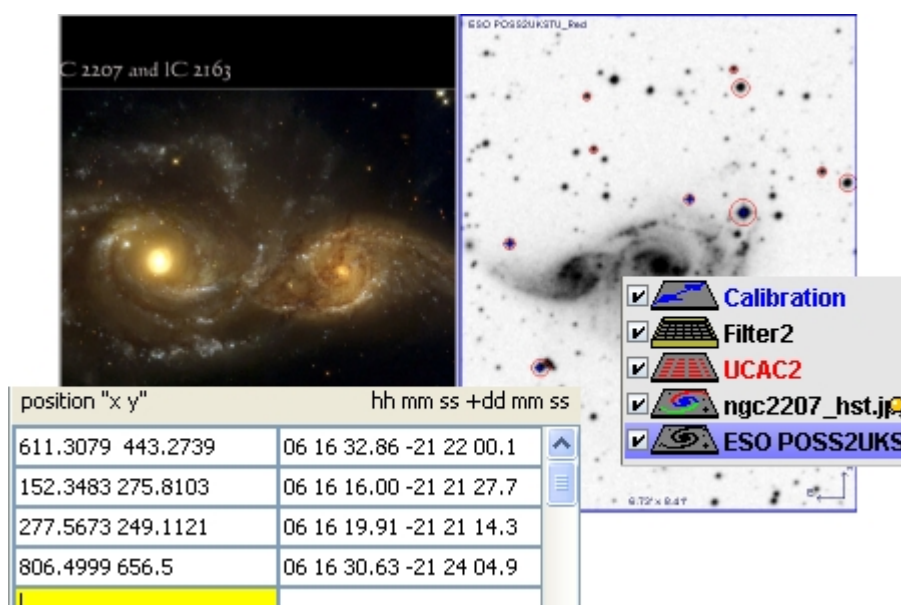 ESO POSS2UKSTU_Red
C 2207 and IC 2163
Calibration
Filter2
UCAC2
ngc2207_hst.jp
ESO POSS2UKS
position "x y" hh mm ss +dd mm ss
611.3079 443.2739 06 16 32.86 -21 22 00.1
152.3483 275.8103 06 16 16.00 -21 21 27.7
277.5673 249.1121 06 16 19.91 -21 21 14.3
806.4999 656.5 06 16 30.63 -21 24 04.9